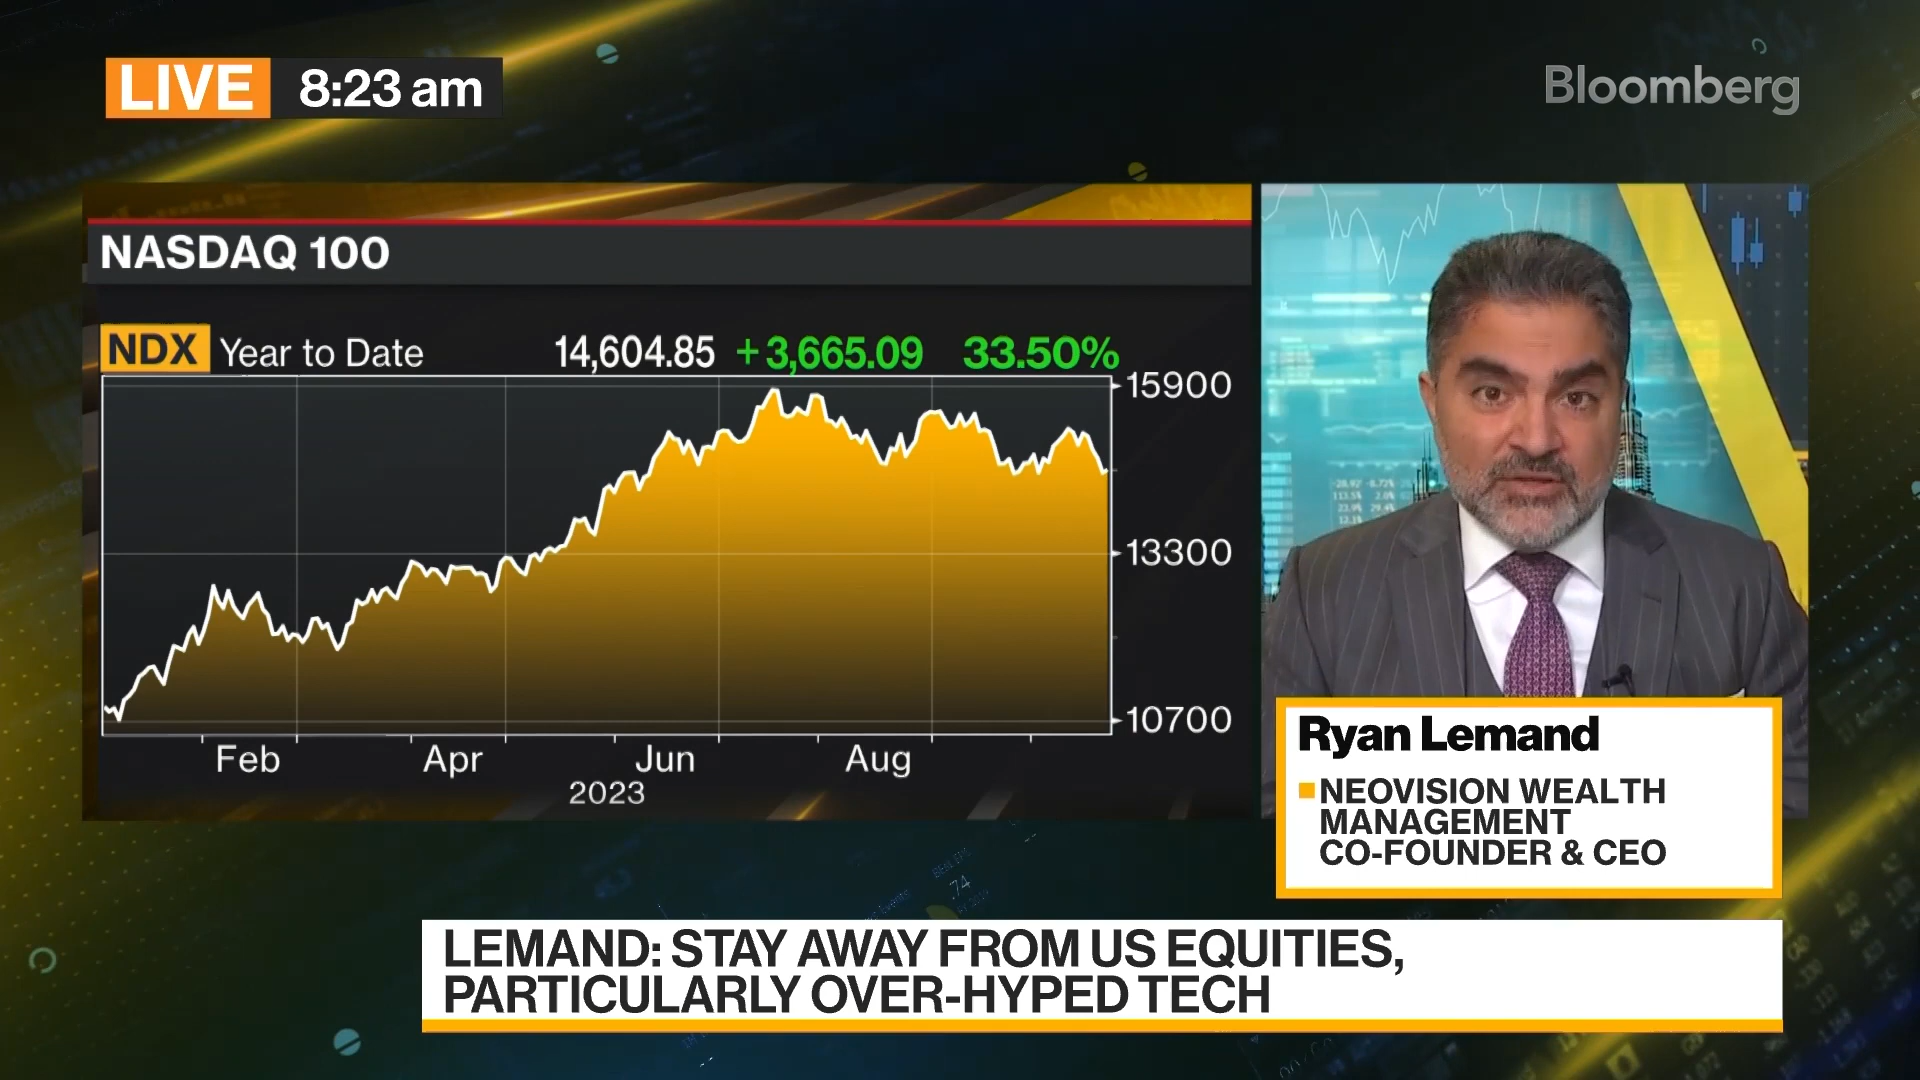 LIVE 8:23 am
Bloomberg
NASDAQ 100
NDX Year to Date 14,604.85 +3,665.09 33.50%
15900
13300
10700
Feb Apr Jun Aug
2023
Ryan Lemand
NEOVISION WEALTH
MANAGEMENT
CO-FOUNDER & CEO
LEMAND: STAY AWAY FROM US EQUITIES,
PARTICULARLY OVER-HYPED TECH
74